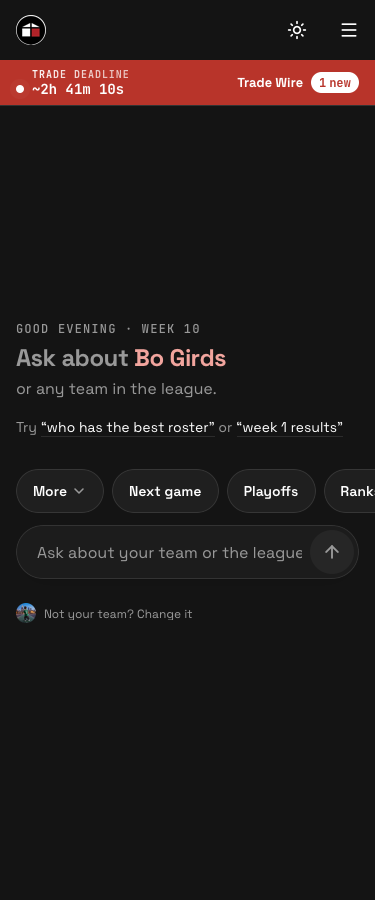 TRADE DEADLINE
~2h 41m 10s
Trade Wire
1 new
GOOD EVENING · WEEK 10
Ask about Bo Girds
or any team in the league.
Try “who has the best roster” or “week 1 results”
More
Next game
Playoffs
Rank
Ask about your team or the league
Not your team? Change it